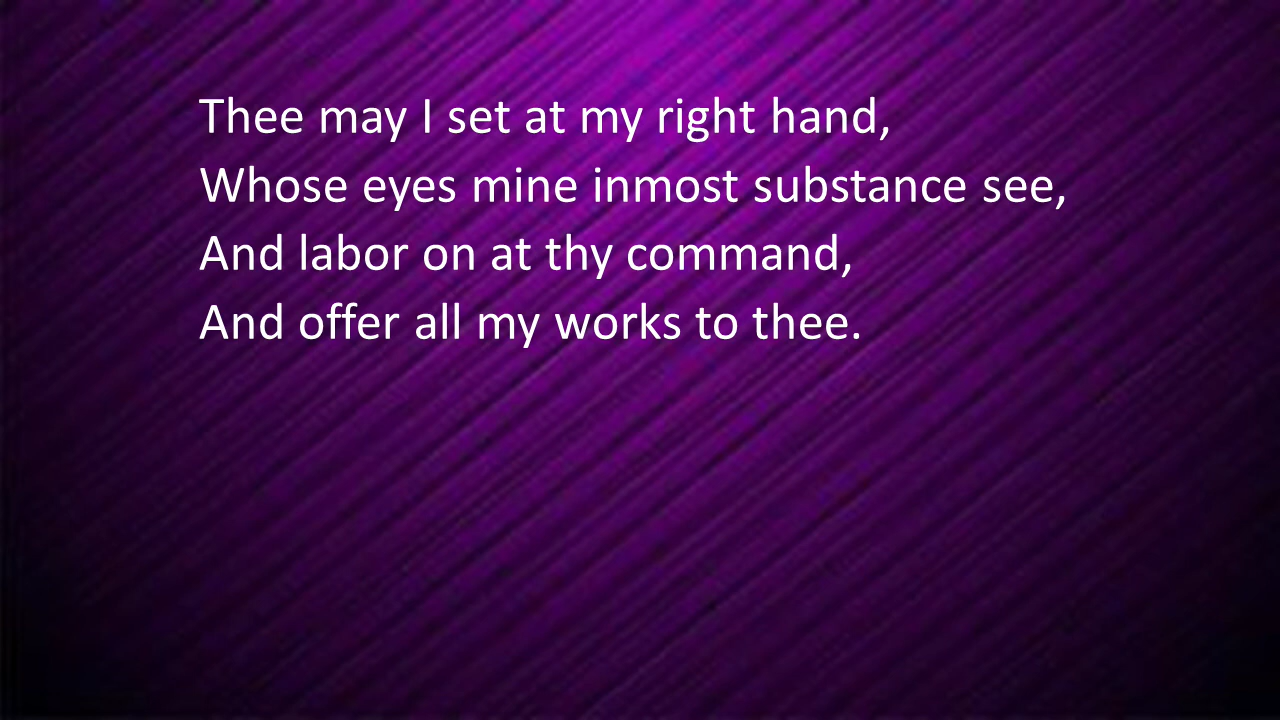 Thee may I set at my right hand,
Whose eyes mine inmost substance see,
And labor on at thy command,
And offer all my works to thee.